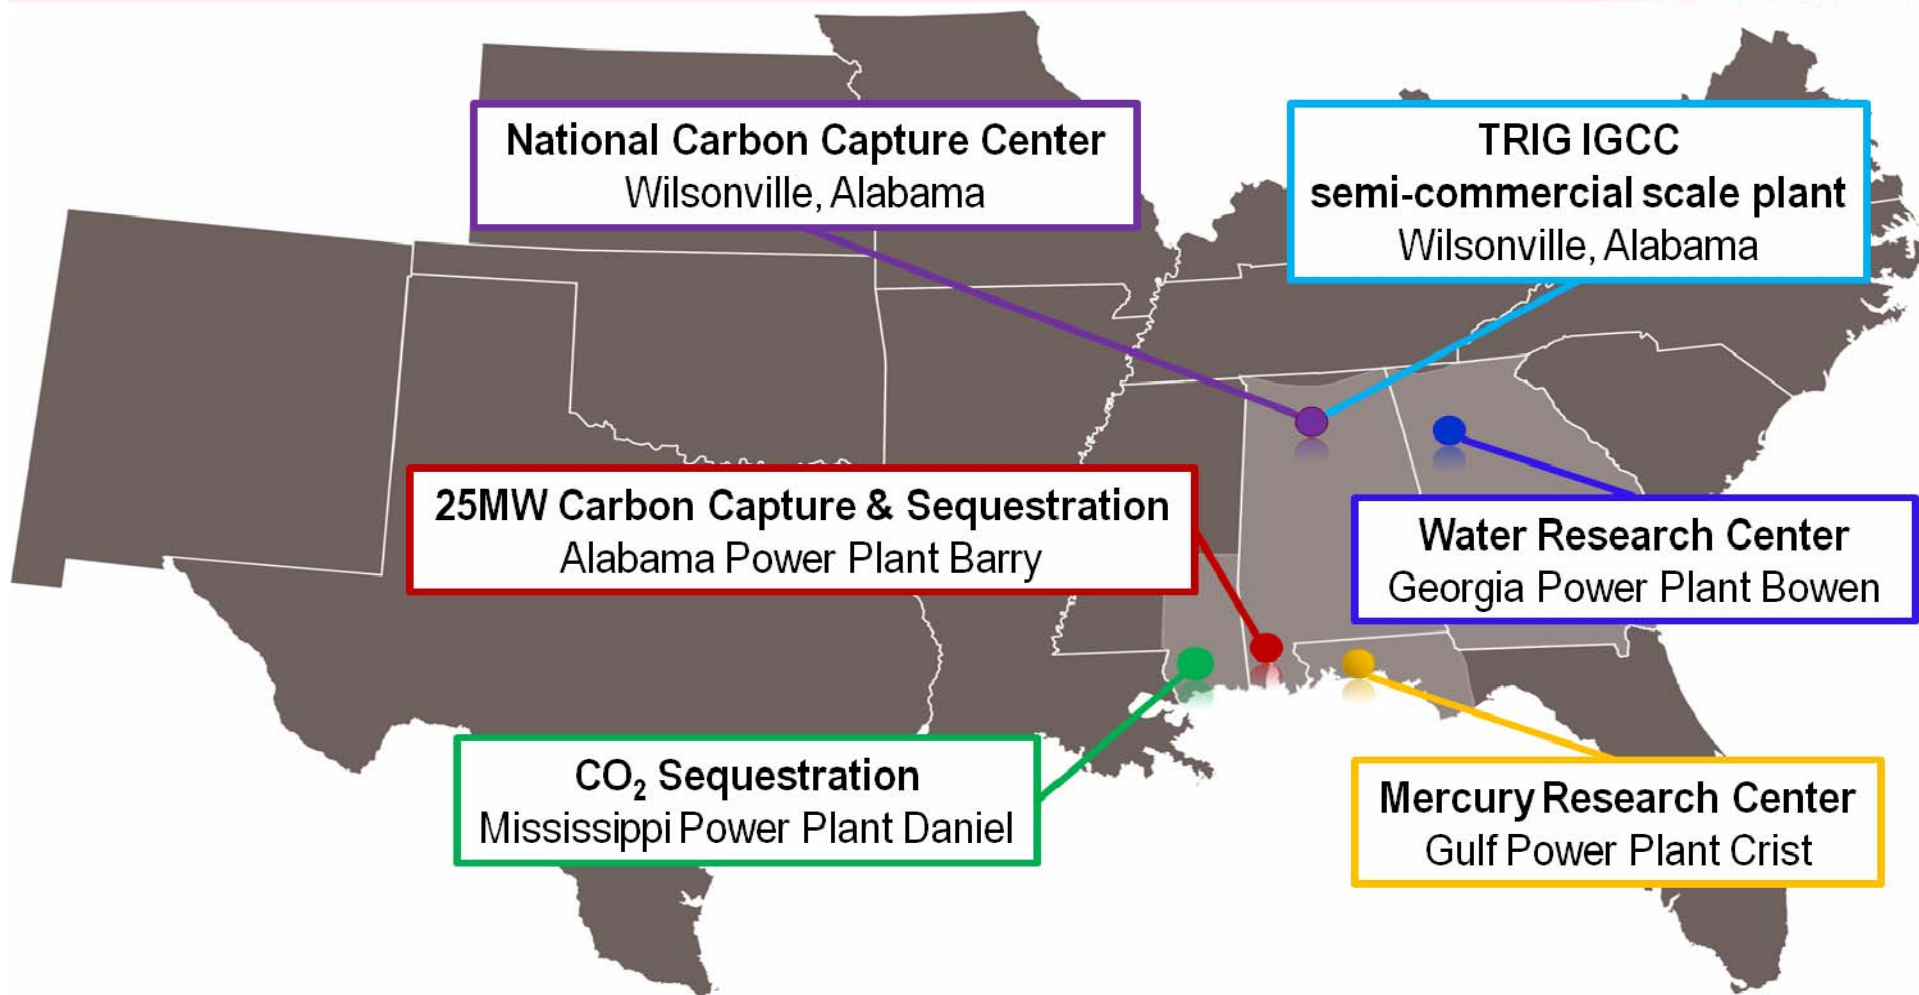 National Carbon Capture Center
Wilsonville, Alabama
TRIG IGCC
semi-commercial scale plant
Wilsonville, Alabama
25MW Carbon Capture & Sequestration
Alabama Power Plant Barry
Water Research Center
Georgia Power Plant Bowen
CO₂ Sequestration
Mississippi Power Plant Daniel
Mercury Research Center
Gulf Power Plant Crist